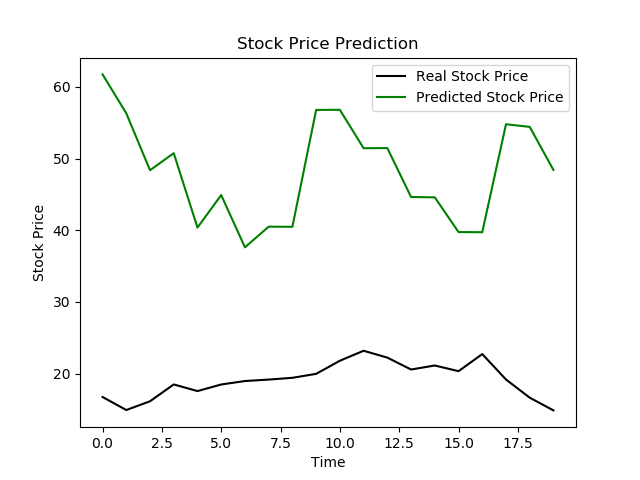 Stock Price Prediction
Real Stock Price
Predicted Stock Price
60
50
40
30
20
Stock Price
0.0 2.5 5.0 7.5 10.0 12.5 15.0 17.5
Time